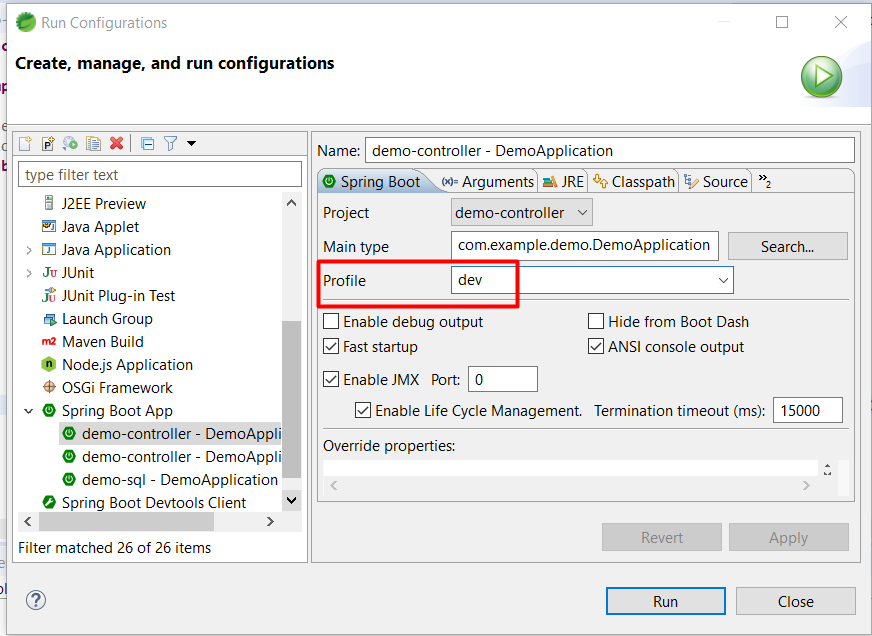 Run Configurations
Create, manage, and run configurations
type filter text
J2EE Preview
Java Applet
Java Application
JUnit
JUnit Plug-in Test
Launch Group
Maven Build
Node.js Application
OSGi Framework
Spring Boot App
demo-controller - DemoAppli
demo-controller - DemoAppli
demo-sql - DemoApplication
Spring Boot Devtools Client
Filter matched 26 of 26 items
Name: demo-controller - DemoApplication
Spring Boot (x)= Arguments JRE Classpath Source »2
Project demo-controller
Main type com.example.demo.DemoApplication Search...
Profile dev
Enable debug output Hide from Boot Dash
Fast startup ANSI console output
Enable JMX Port: 0
Enable Life Cycle Management. Termination timeout (ms): 15000
Override properties:
Revert Apply
Run Close